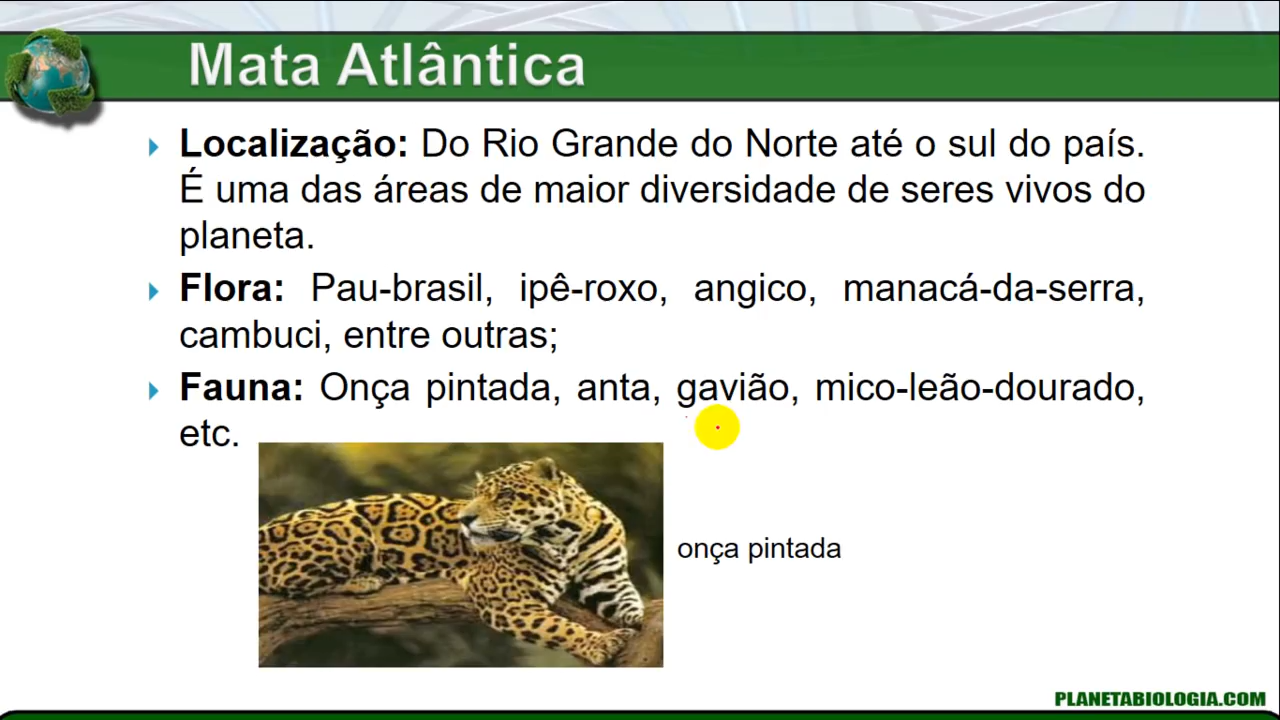 Mata Atlântica
Localização: Do Rio Grande do Norte até o sul do país.
É uma das áreas de maior diversidade de seres vivos do
planeta.
Flora: Pau-brasil, ipê-roxo, angico, manacá-da-serra,
cambuci, entre outras;
Fauna: Onça pintada, anta, gavião, mico-leão-dourado,
etc.
onça pintada
PLANETABIOLOGIA.COM